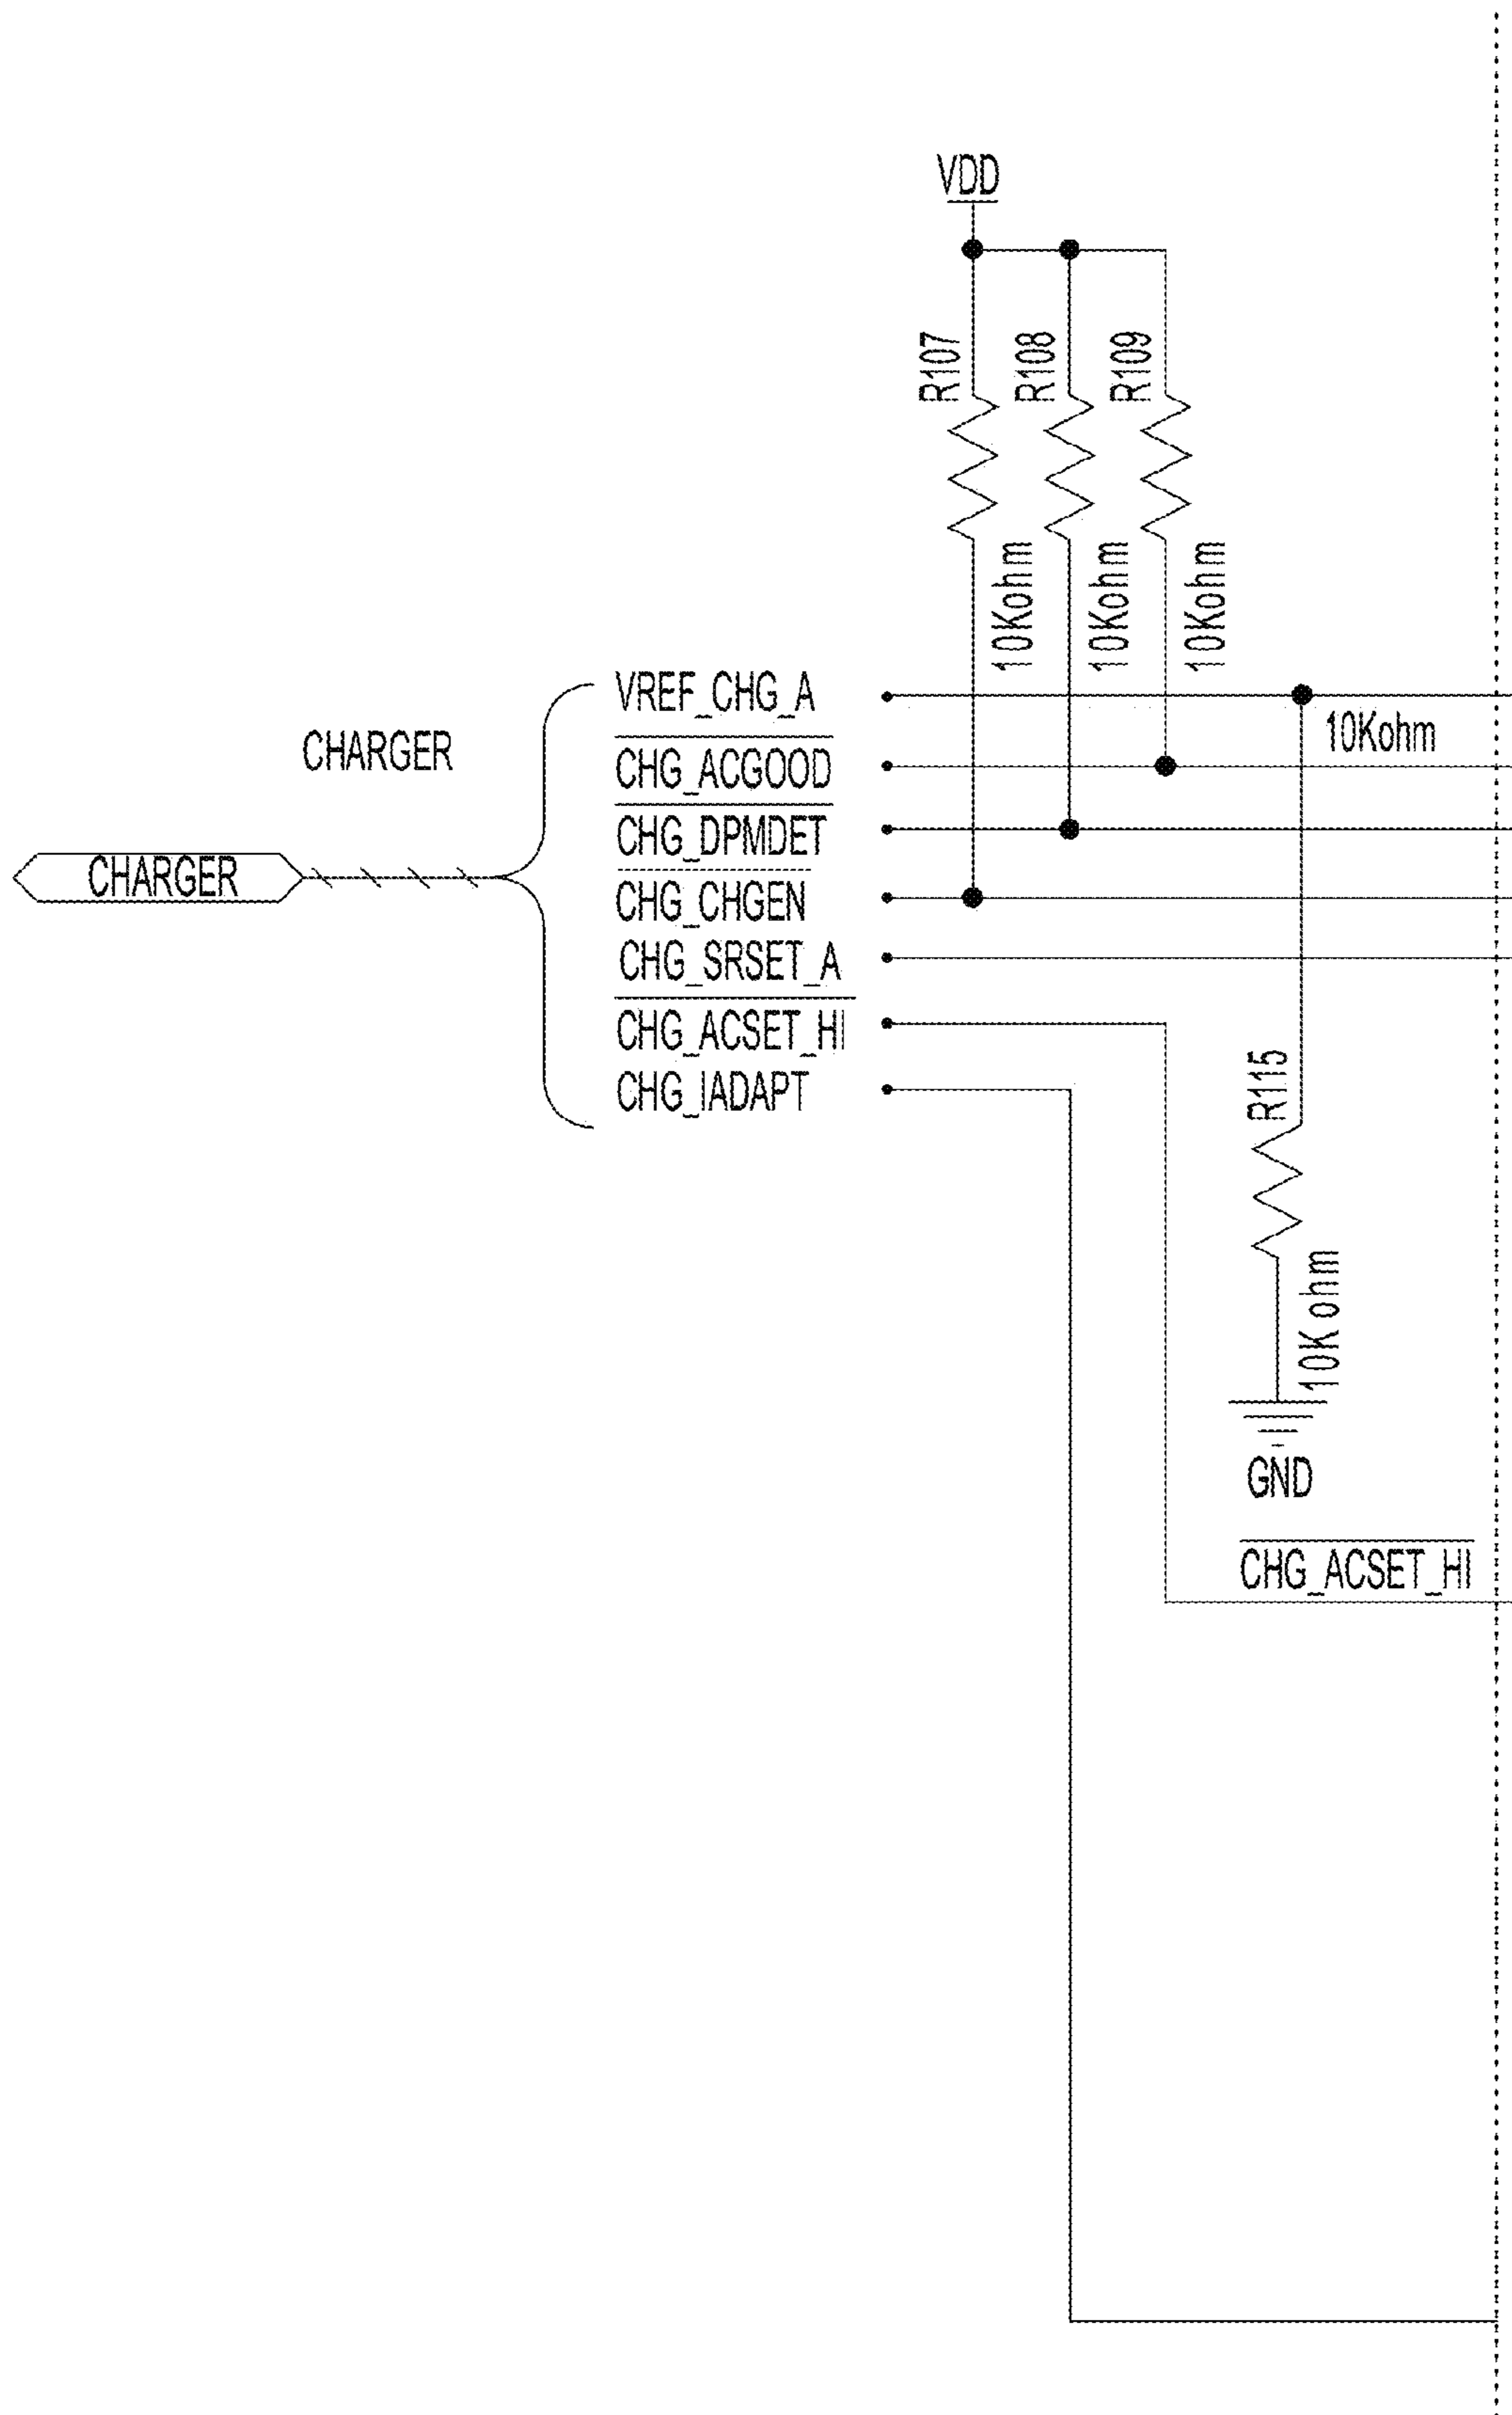 VDD
R107
R108
R109
10Kohm
10Kohm
10Kohm
VREF_CHG_A
10Kohm
CHARGER
CHG_ACGOOD
CHG_DPMDET
CHARGER
CHG_CHGEN
CHG_SRSET_A
CHG_ACSET_HI
CHG_IADAPT
R115
10K ohm
GND
CHG_ACSET_HI